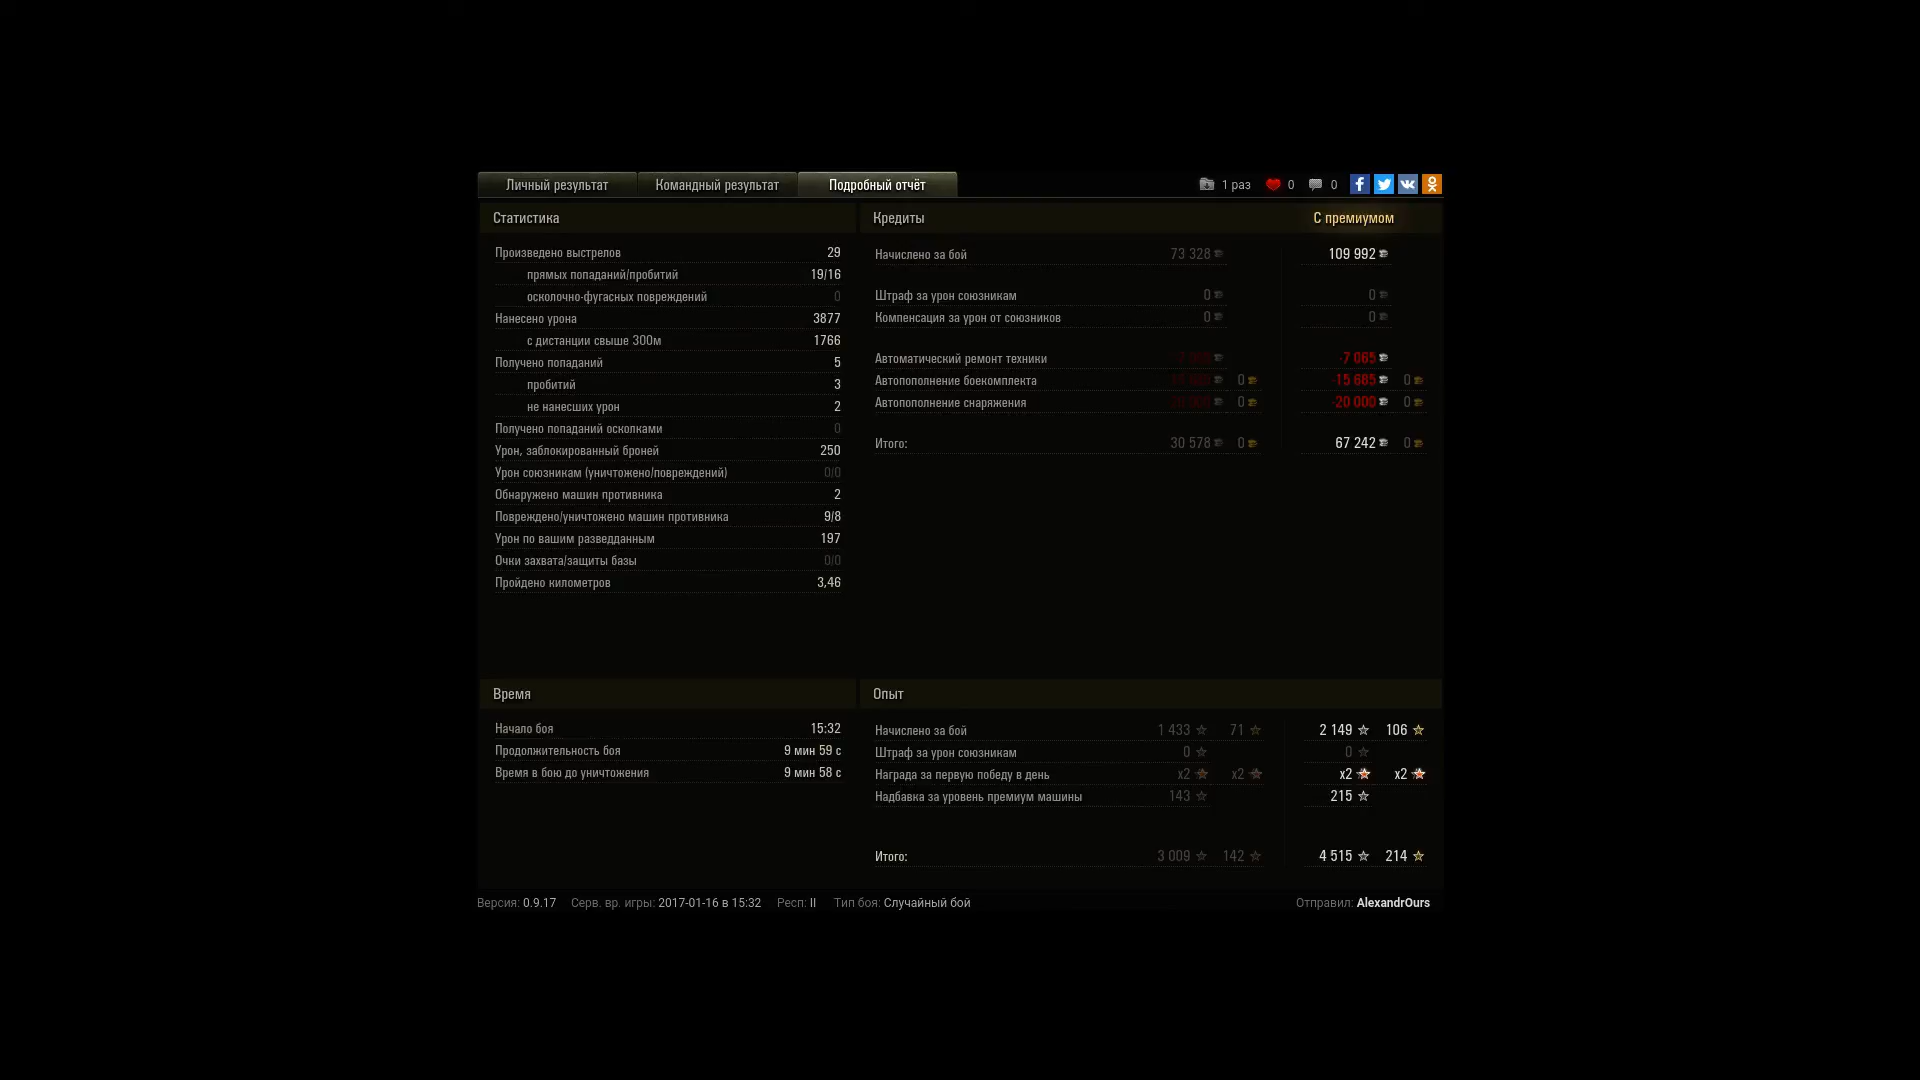 Личный результат Командный результат Подробный отчёт 1 раз 0 0
Статистика
Произведено выстрелов 29
прямых попаданий/пробитий 19/16
осколочно-фугасных повреждений 0
Нанесено урона 3877
с дистанции свыше 300м 1766
Получено попаданий 5
пробитий 3
не нанесших урон 2
Получено попаданий осколками 0
Урон, заблокированный броней 250
Урон союзникам (уничтожено/повреждений) 0/0
Обнаружено машин противника 2
Повреждено/уничтожено машин противника 9/8
Урон по вашим разведданным 197
Очки захвата/защиты базы 0/0
Пройдено километров 3,46
Кредиты С премиумом
Начислено за бой 73 328 109 992
Штраф за урон союзникам 0 0
Компенсация за урон от союзников 0 0
Автоматический ремонт техники -7 065
Автопополнение боекомплекта 0 -15 685 0
Автопополнение снаряжения 0 -20 000 0
Итого: 30 578 0 67 242 0
Время
Начало боя 15:32
Продолжительность боя 9 мин 59 с
Время в бою до уничтожения 9 мин 58 с
Опыт
Начислено за бой 1 433 71 2 149 106
Штраф за урон союзникам 0 0
Награда за первую победу в день x2 x2 x2 x2
Надбавка за уровень премиум машины 143 215
Итого: 3 009 142 4 515 214
Версия: 0.9.17 Серв. вр. игры: 2017-01-16 в 15:32 Респ: II Тип боя: Случайный бой Отправил: AlexandrOurs